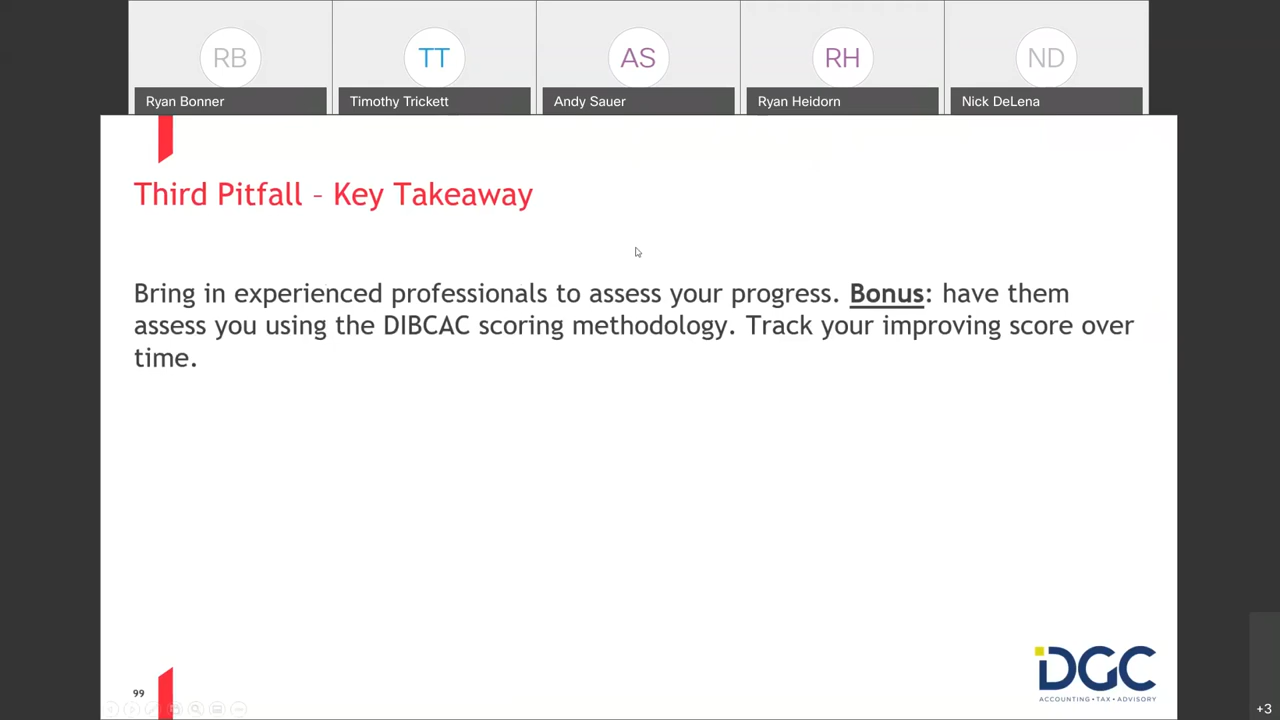 RB
TT
AS
RH
ND
Ryan Bonner
Timothy Trickett
Andy Sauer
Ryan Heidorn
Nick DeLena
Third Pitfall – Key Takeaway
Bring in experienced professionals to assess your progress. Bonus: have them
assess you using the DIBCAC scoring methodology. Track your improving score over
time.
99
DGC
ACCOUNTING • TAX • ADVISORY
+3